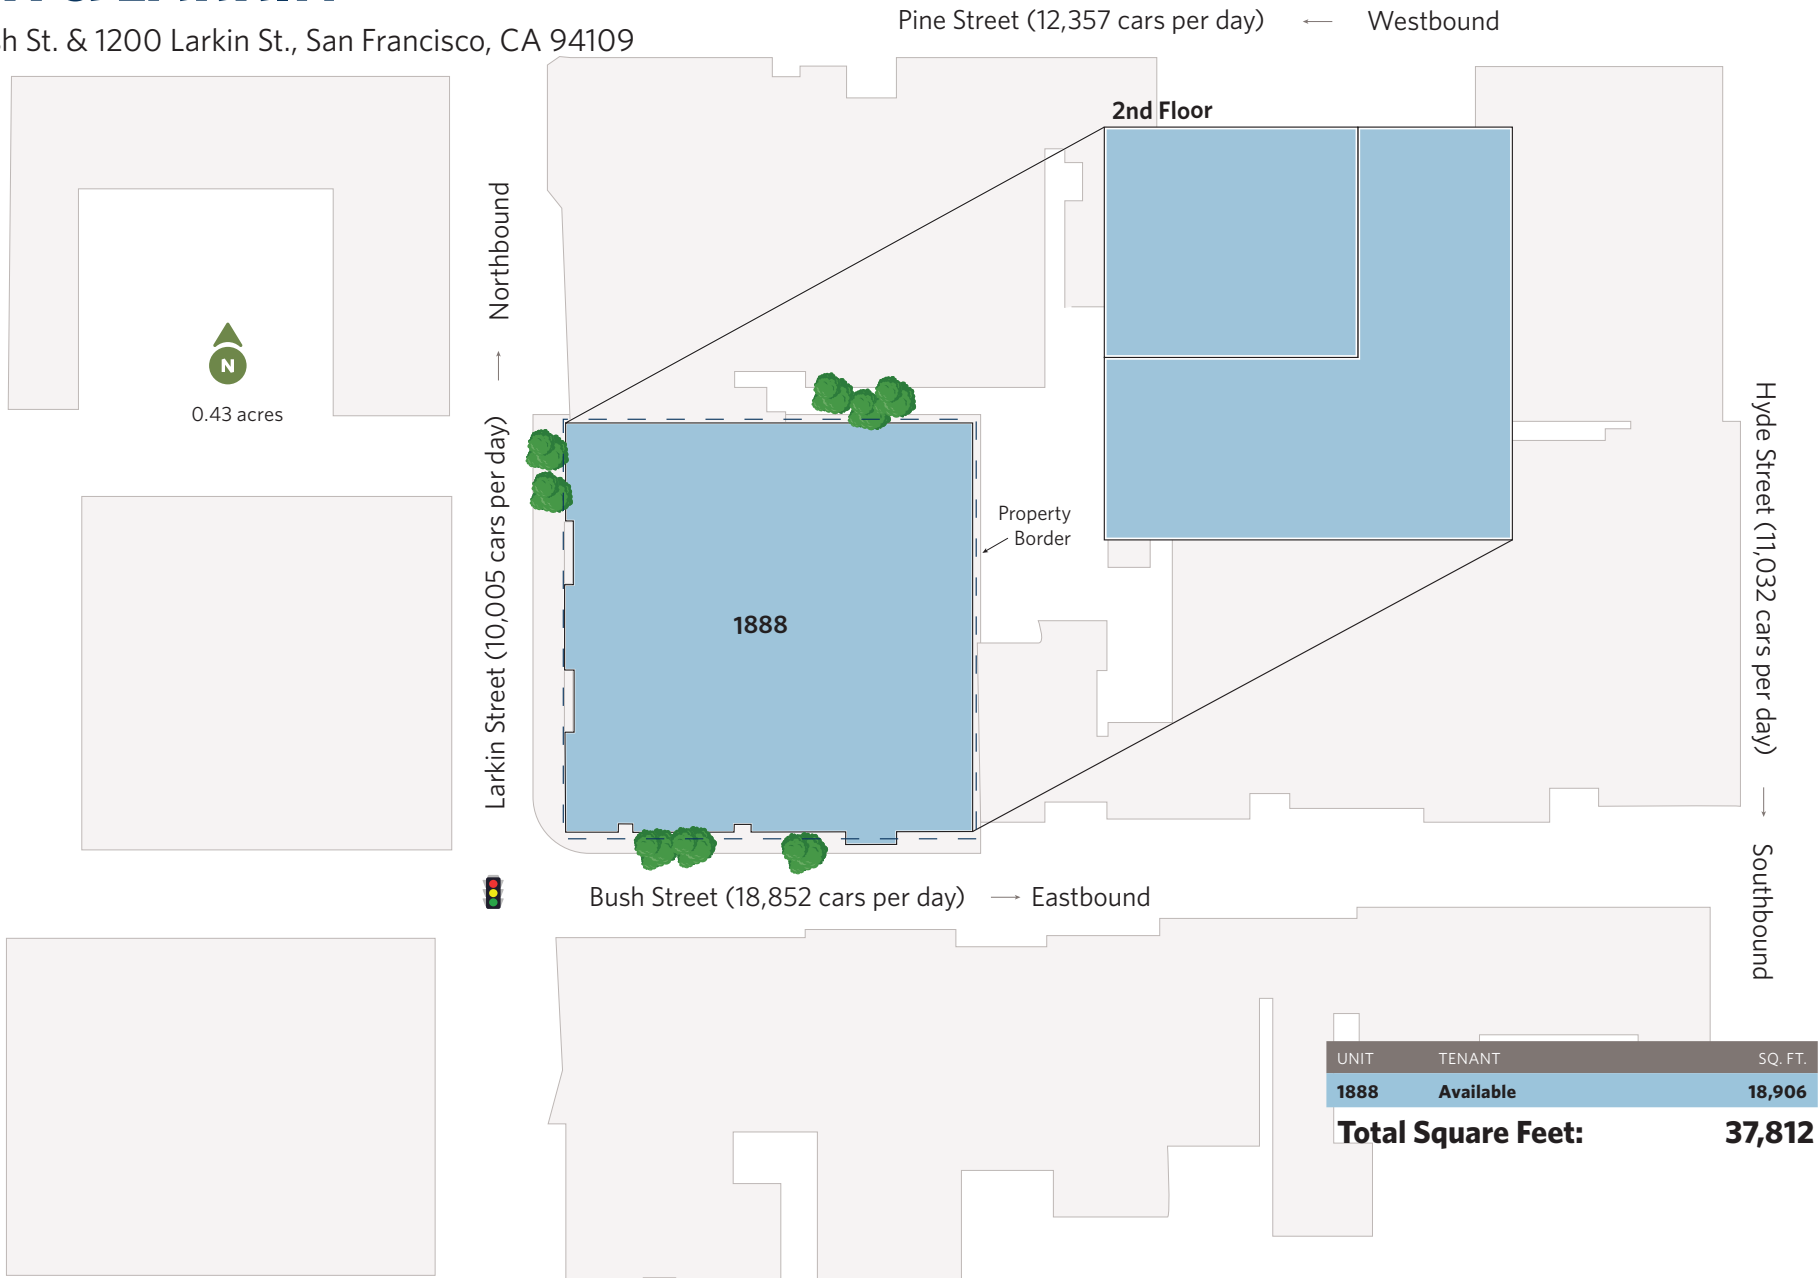 h St. & 1200 Larkin St., San Francisco, CA 94109
Pine Street (12,357 cars per day) ← Westbound
2nd Floor
Northbound
N
0.43 acres
Larkin Street (10,005 cars per day)
Property
Border
1888
Hyde Street (11,032 cars per day)
Southbound
Bush Street (18,852 cars per day) → Eastbound
UNIT TENANT SQ. FT.
1888 Available 18,906
Total Square Feet: 37,812